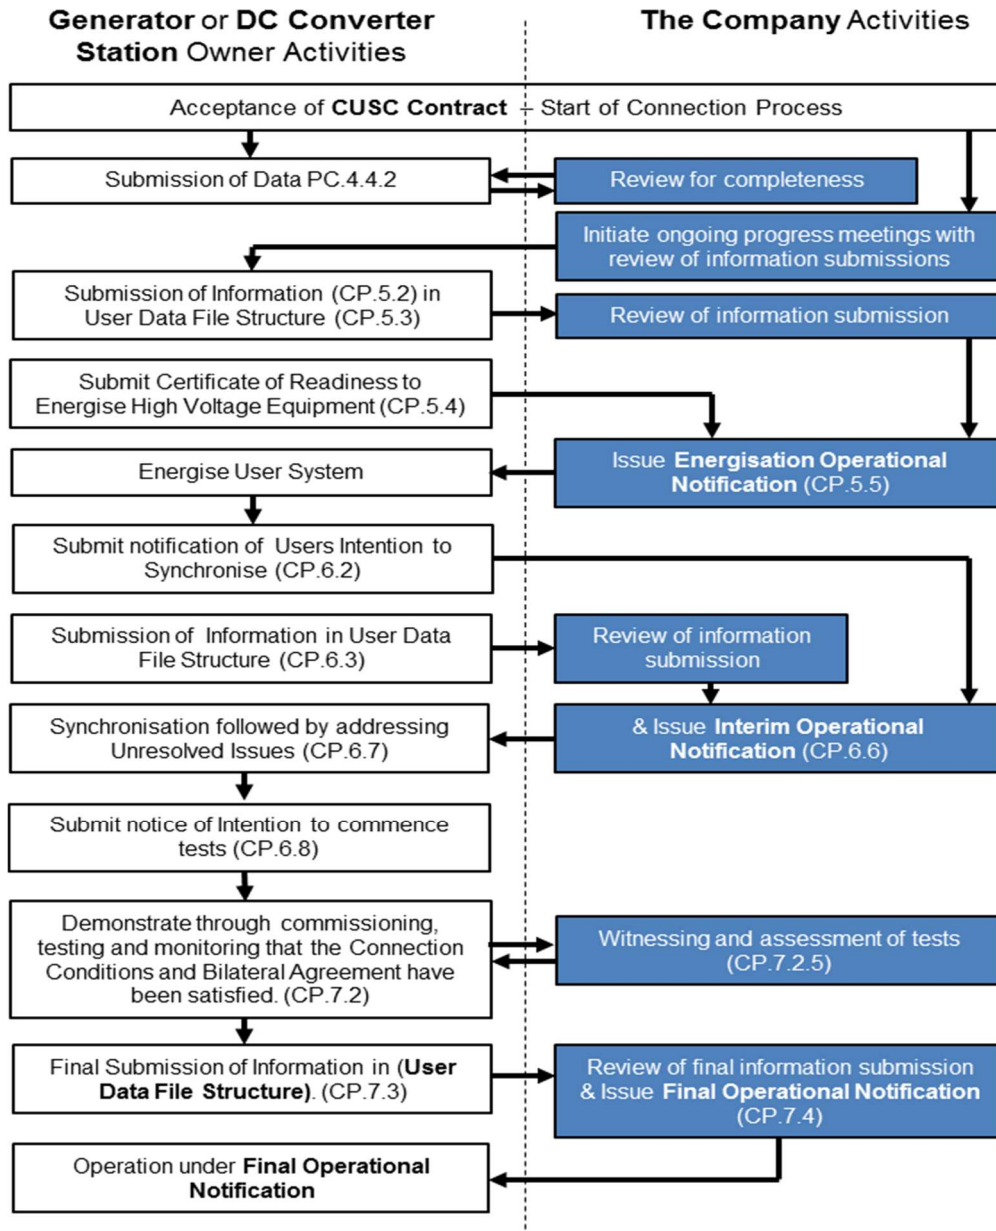 Generator or DC Converter
Station Owner Activities
The Company Activities
Acceptance of CUSC Contract – Start of Connection Process
Submission of Data PC.4.4.2
Review for completeness
Initiate ongoing progress meetings with
review of information submissions
Submission of Information (CP.5.2) in
User Data File Structure (CP.5.3)
Review of information submission
Submit Certificate of Readiness to
Energise High Voltage Equipment (CP.5.4)
Issue Energisation Operational
Notification (CP.5.5)
Energise User System
Submit notification of Users Intention to
Synchronise (CP.6.2)
Submission of Information in User Data
File Structure (CP.6.3)
Review of information
submission
Synchronisation followed by addressing
Unresolved Issues (CP.6.7)
& Issue Interim Operational
Notification (CP.6.6)
Submit notice of Intention to commence
tests (CP.6.8)
Demonstrate through commissioning,
testing and monitoring that the Connection
Conditions and Bilateral Agreement have
been satisfied. (CP.7.2)
Witnessing and assessment of tests
(CP.7.2.5)
Final Submission of Information in (User
Data File Structure). (CP.7.3)
Review of final information submission
& Issue Final Operational Notification
(CP.7.4)
Operation under Final Operational
Notification